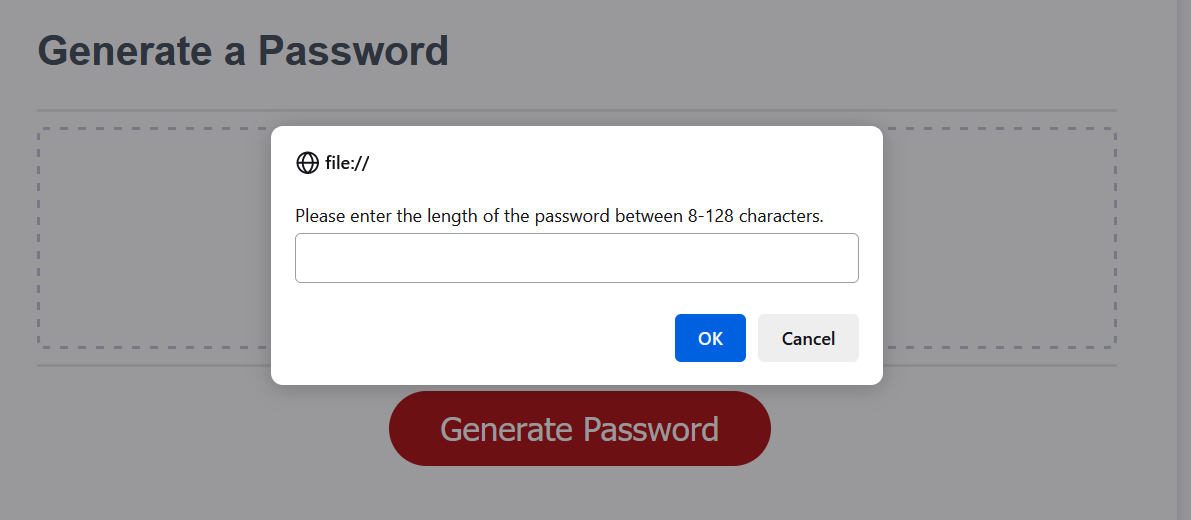 Generate a Password
file://
Please enter the length of the password between 8-128 characters.
OK
Cancel
Generate Password